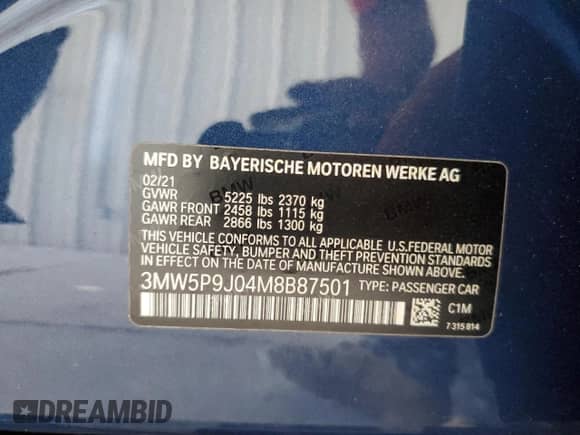 MFD BY BAYERISCHE MOTOREN WERKE AG
02/21
GVWR 5225 lbs 2370 kg
GAWR FRONT 2458 lbs 1115 kg
GAWR REAR 2866 lbs 1300 kg
THIS VEHICLE CONFORMS TO ALL APPLICABLE U.S.FEDERAL MOTOR
VEHICLE SAFETY, BUMPER AND THEFT PREVENTION STANDARDS
IN EFFECT ON THE DATE OF MANUFACTURE SHOWN ABOVE.
3MW5P9J04M8B87501 TYPE: PASSENGER CAR
C1M
7 315 814
BMW
BMW
DREAMBID